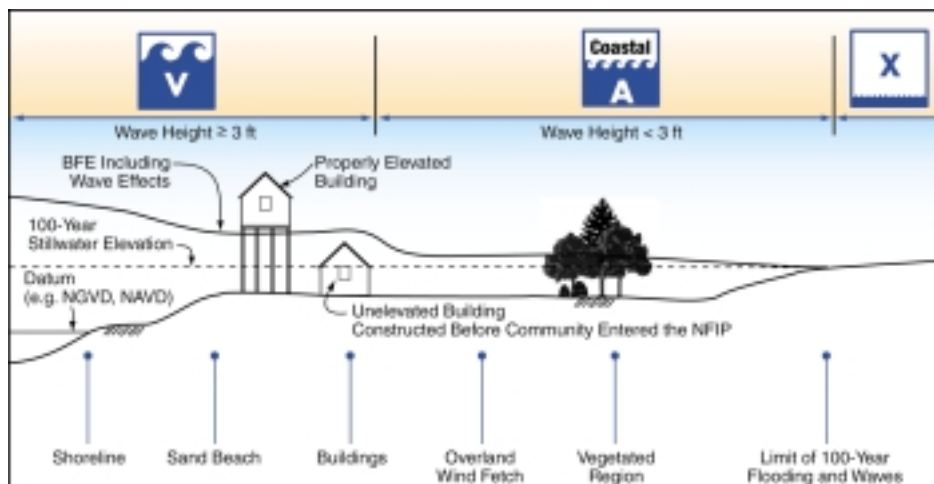 V
Coastal
A
X
Wave Height ≥ 3 ft
Wave Height < 3 ft
BFE Including
Wave Effects
Properly Elevated
Building
100-Year
Stillwater Elevation
Datum
(e.g. NGVD, NAVD)
Unelevated Building
Constructed Before Community Entered the NFIP
Shoreline
Sand Beach
Buildings
Overland
Wind Fetch
Vegetated
Region
Limit of 100-Year
Flooding and Waves